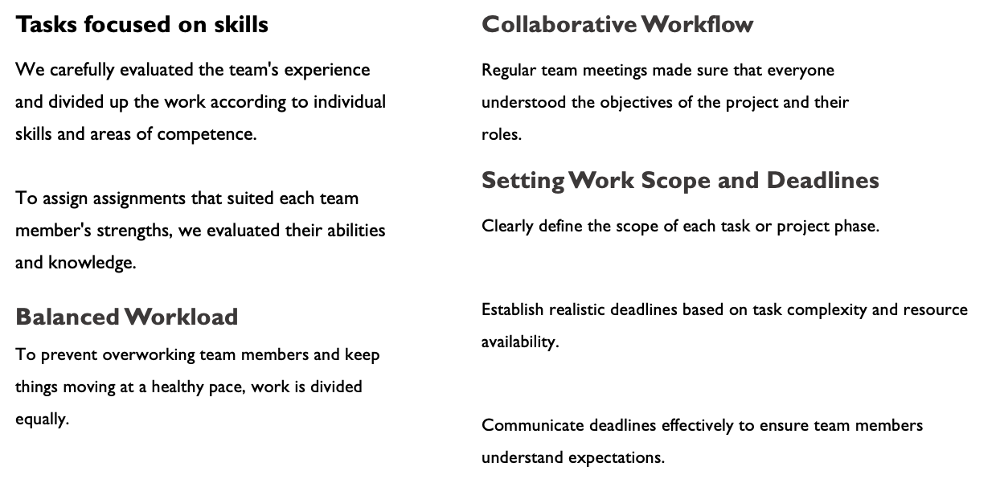 Tasks focused on skills
We carefully evaluated the team's experience
and divided up the work according to individual
skills and areas of competence.
To assign assignments that suited each team
member's strengths, we evaluated their abilities
and knowledge.
Balanced Workload
To prevent overworking team members and keep
things moving at a healthy pace, work is divided
equally.
Collaborative Workflow
Regular team meetings made sure that everyone
understood the objectives of the project and their
roles.
Setting Work Scope and Deadlines
Clearly define the scope of each task or project phase.
Establish realistic deadlines based on task complexity and resource
availability.
Communicate deadlines effectively to ensure team members
understand expectations.